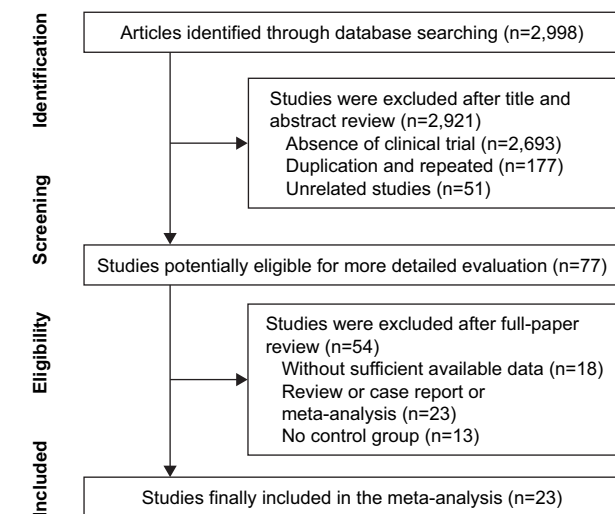 Identification
Articles identified through database searching (n=2,998)
Studies were excluded after title and
abstract review (n=2,921)
Absence of clinical trial (n=2,693)
Duplication and repeated (n=177)
Unrelated studies (n=51)
Screening
Studies potentially eligible for more detailed evaluation (n=77)
Eligibility
Studies were excluded after full-paper
review (n=54)
Without sufficient available data (n=18)
Review or case report or
meta-analysis (n=23)
No control group (n=13)
Included
Studies finally included in the meta-analysis (n=23)